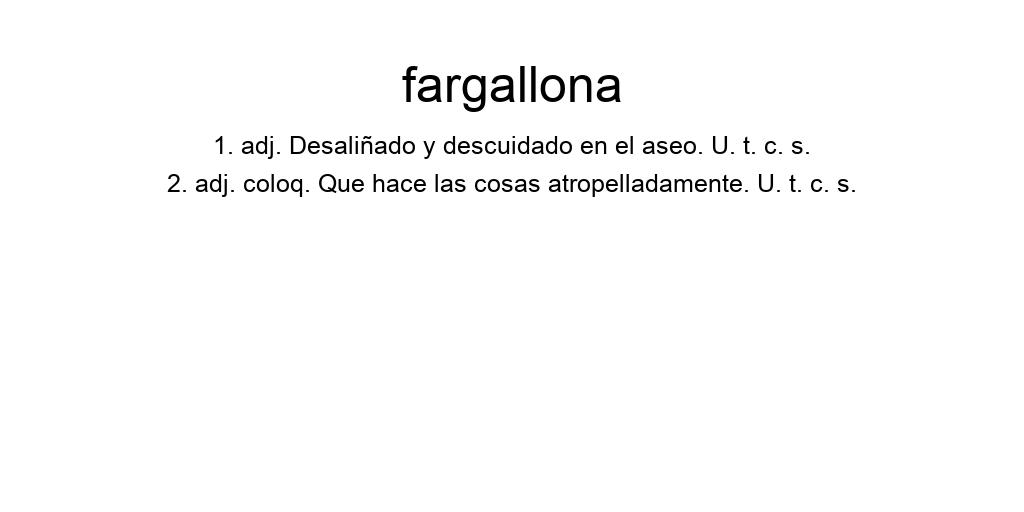 fargallona
1. adj. Desaliñado y descuidado en el aseo. U. t. c. s.
2. adj. coloq. Que hace las cosas atropelladamente. U. t. c. s.